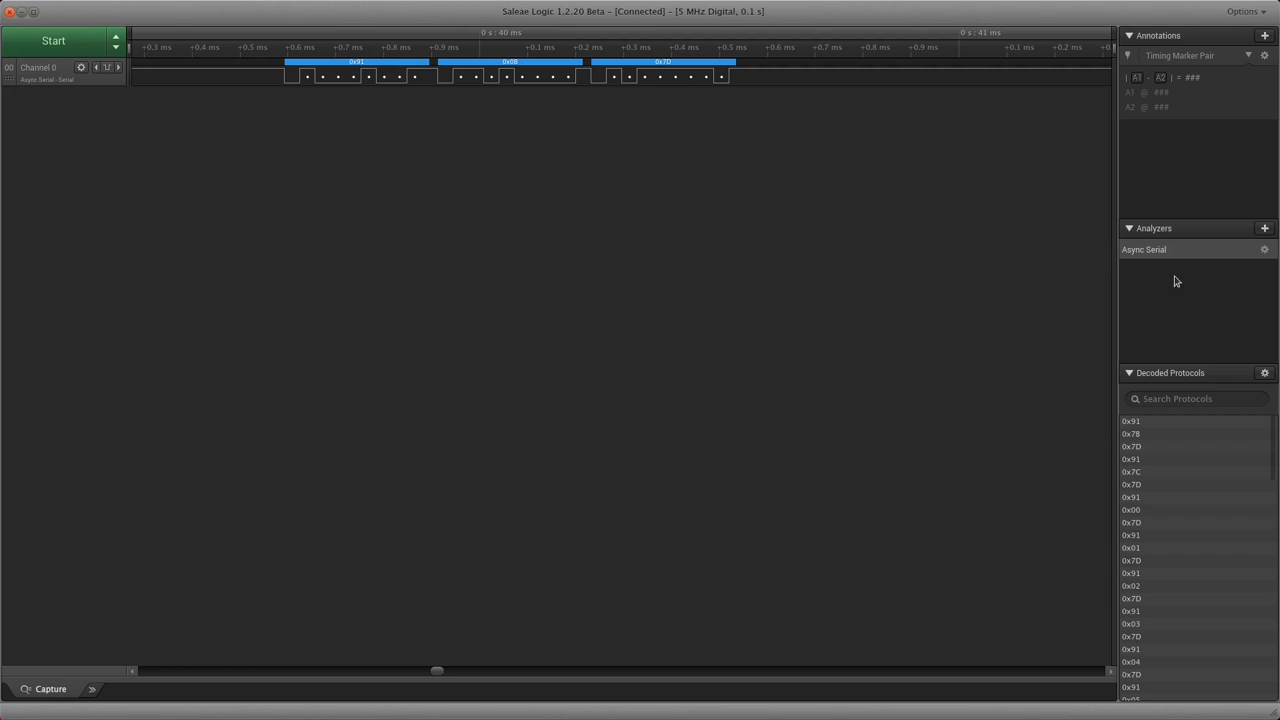 Saleae Logic 1.2.20 Beta - [Connected] - [5 MHz Digital, 0.1 s]
Options
Start
0 s : 40 ms
0 s : 41 ms
+0.3 ms +0.4 ms +0.5 ms +0.6 ms +0.7 ms +0.8 ms +0.9 ms +0.1 ms +0.2 ms +0.3 ms +0.4 ms +0.5 ms +0.6 ms +0.7 ms +0.8 ms +0.9 ms +0.1 ms +0.2 ms
00 Channel 0
Async Serial - Serial
0x91 0x0B 0x7D
Annotations
Timing Marker Pair
| A1 - A2 | = ###
A1 @ ###
A2 @ ###
Analyzers
Async Serial
Decoded Protocols
Search Protocols
0x91
0x7B
0x7D
0x91
0x7C
0x7D
0x91
0x00
0x7D
0x91
0x01
0x7D
0x91
0x02
0x7D
0x91
0x03
0x7D
0x91
0x04
0x7D
0x91
0x05
Capture